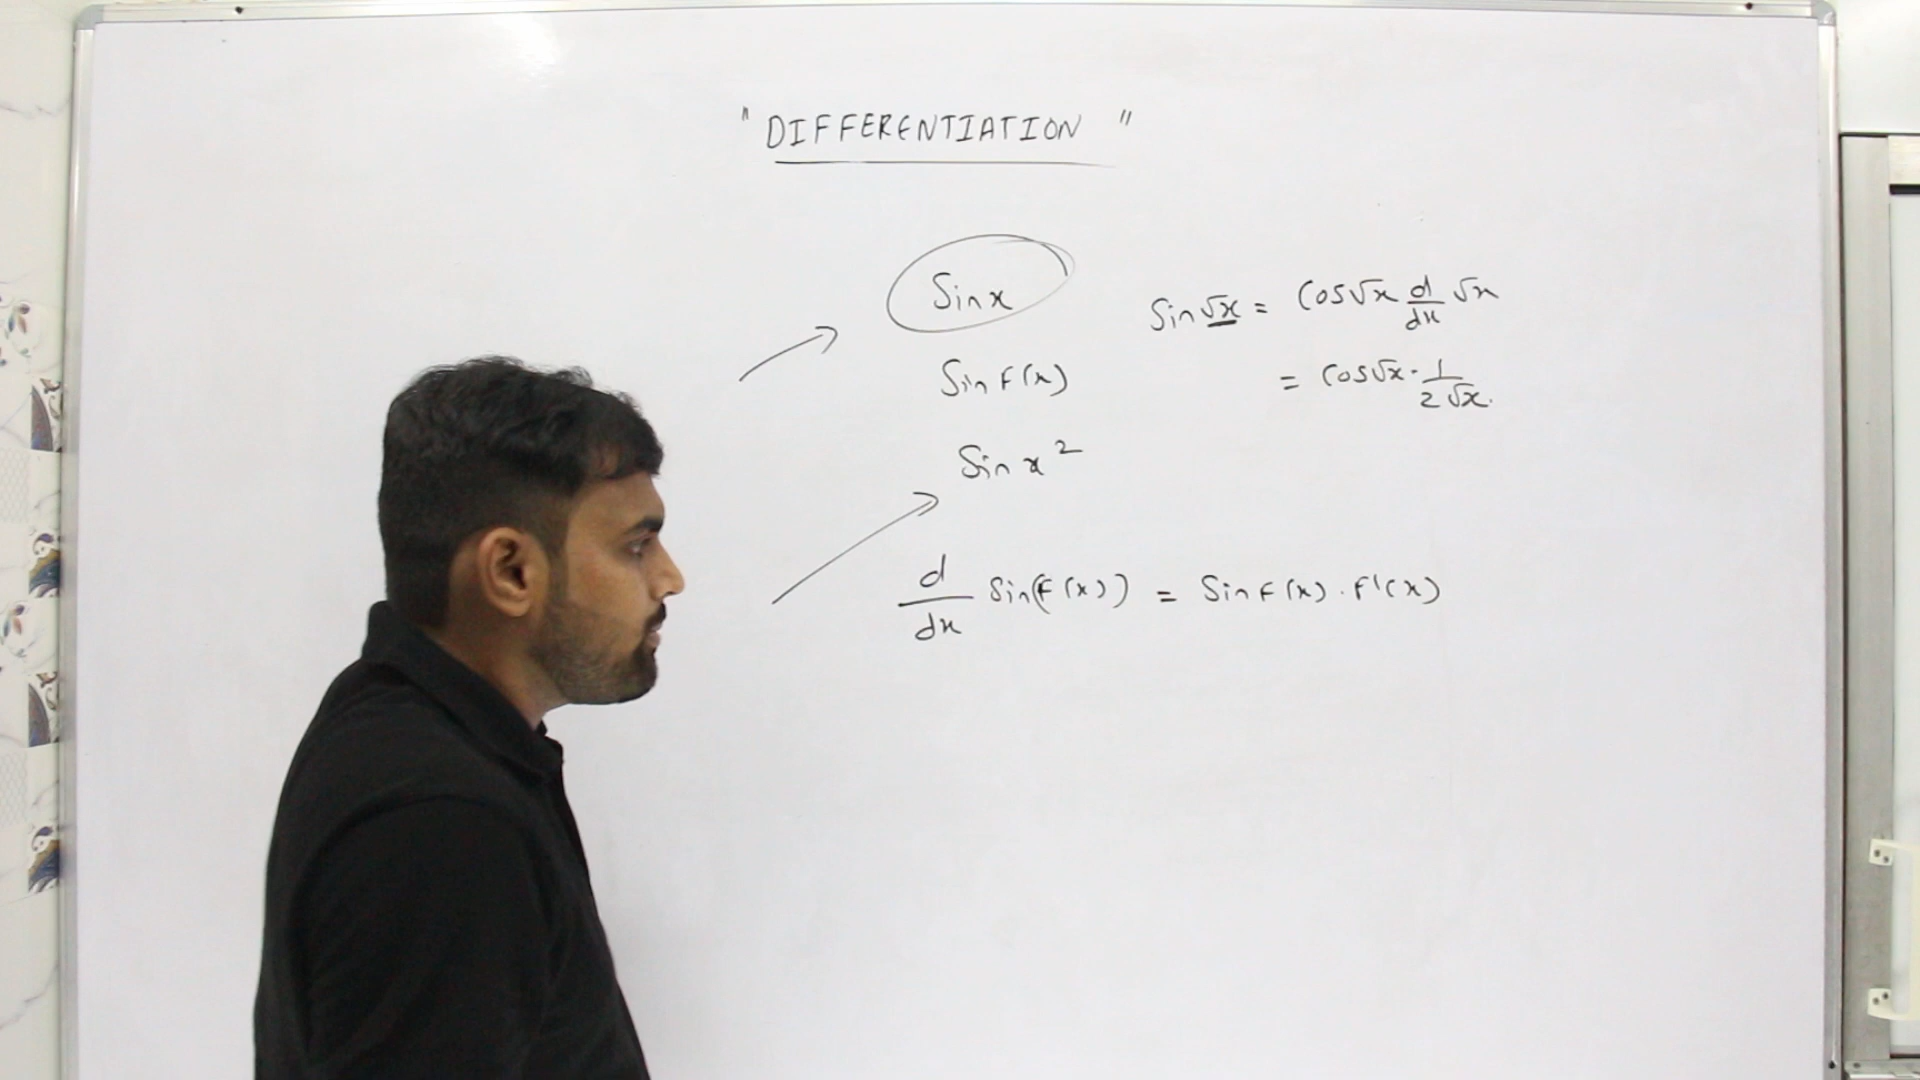 "DIFFERENTIATION"
Sinx
Sin F(x)
Sin x²
Sin√x = Cos√x d/dx √x
= Cos√x · 1/2√x.
d/dx Sin(F(x)) = Sin F(x) · F'(x)